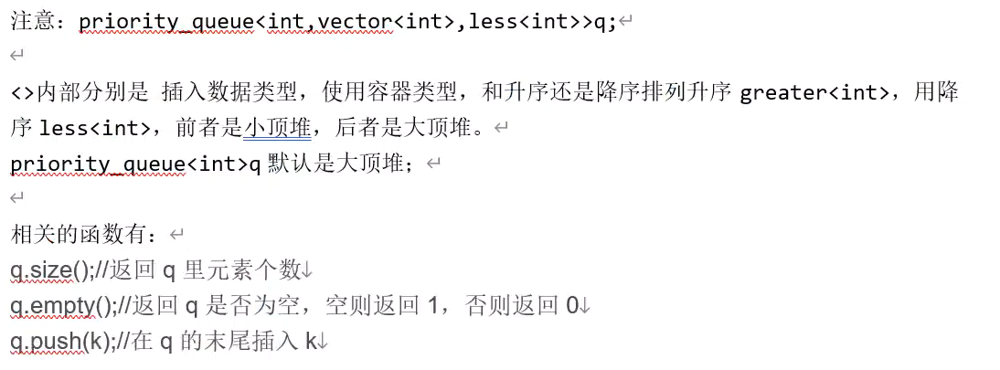 注意：priority_queue<int,vector<int>,less<int>>q;
<>内部分别是 插入数据类型，使用容器类型，和升序还是降序排列升序 greater<int>，用降
序 less<int>，前者是小顶堆，后者是大顶堆。
priority_queue<int>q 默认是大顶堆；
相关的函数有：
q.size();//返回 q 里元素个数
q.empty();//返回 q 是否为空，空则返回 1，否则返回 0
q.push(k);//在 q 的末尾插入 k